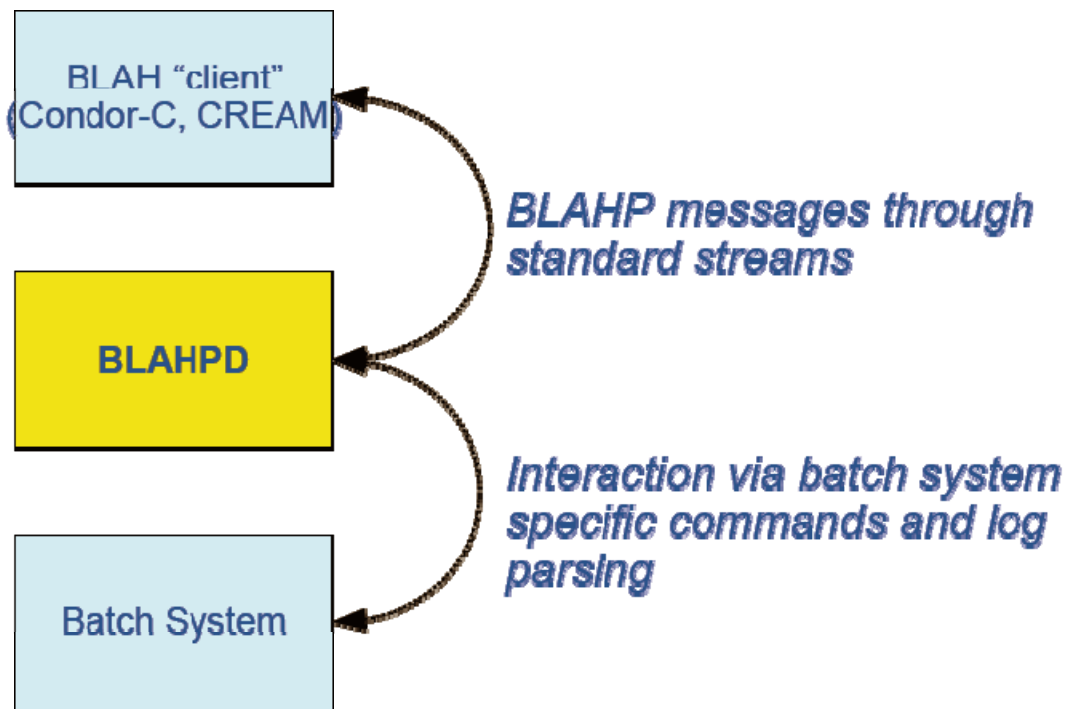 BLAH “client”
(Condor-C, CREAM)
BLAHP messages through
standard streams
BLAHPD
Interaction via batch system
specific commands and log
parsing
Batch System